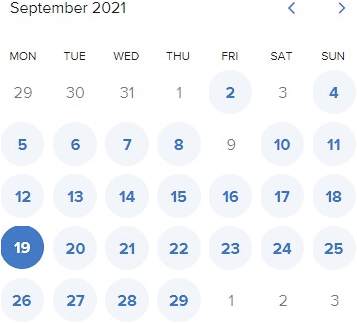 September 2021
MON TUE WED THU FRI SAT SUN
29 30 31 1 2 3 4
5 6 7 8 9 10 11
12 13 14 15 16 17 18
19 20 21 22 23 24 25
26 27 28 29 1 2 3